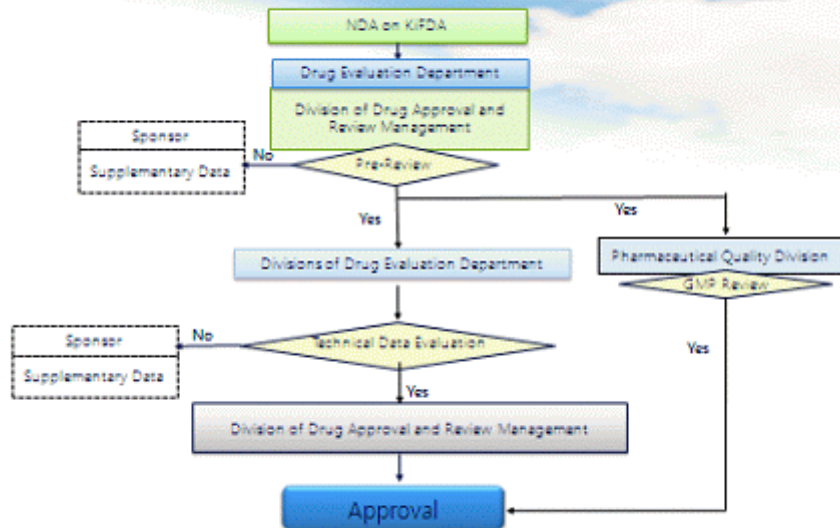 NDA on KiFDA
Drug Evaluation Department
Division of Drug Approval and
Review Management
Sponsor
Supplementary Data
No
Pre-Review
Yes
Yes
Divisions of Drug Evaluation Department
Pharmaceutical Quality Division
GMP Review
Sponsor
Supplementary Data
No
Technical Data Evaluation
Yes
Yes
Division of Drug Approval and Review Management
Approval